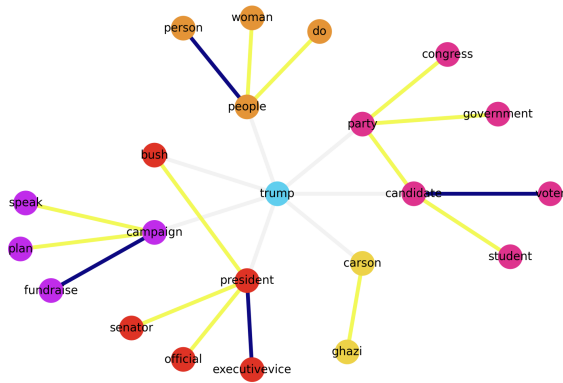 woman
person
do
congress
people
government
party
bush
trump
candidate
voter
speak
campaign
plan
student
carson
president
fundraise
senator
ghazi
official
executivevice